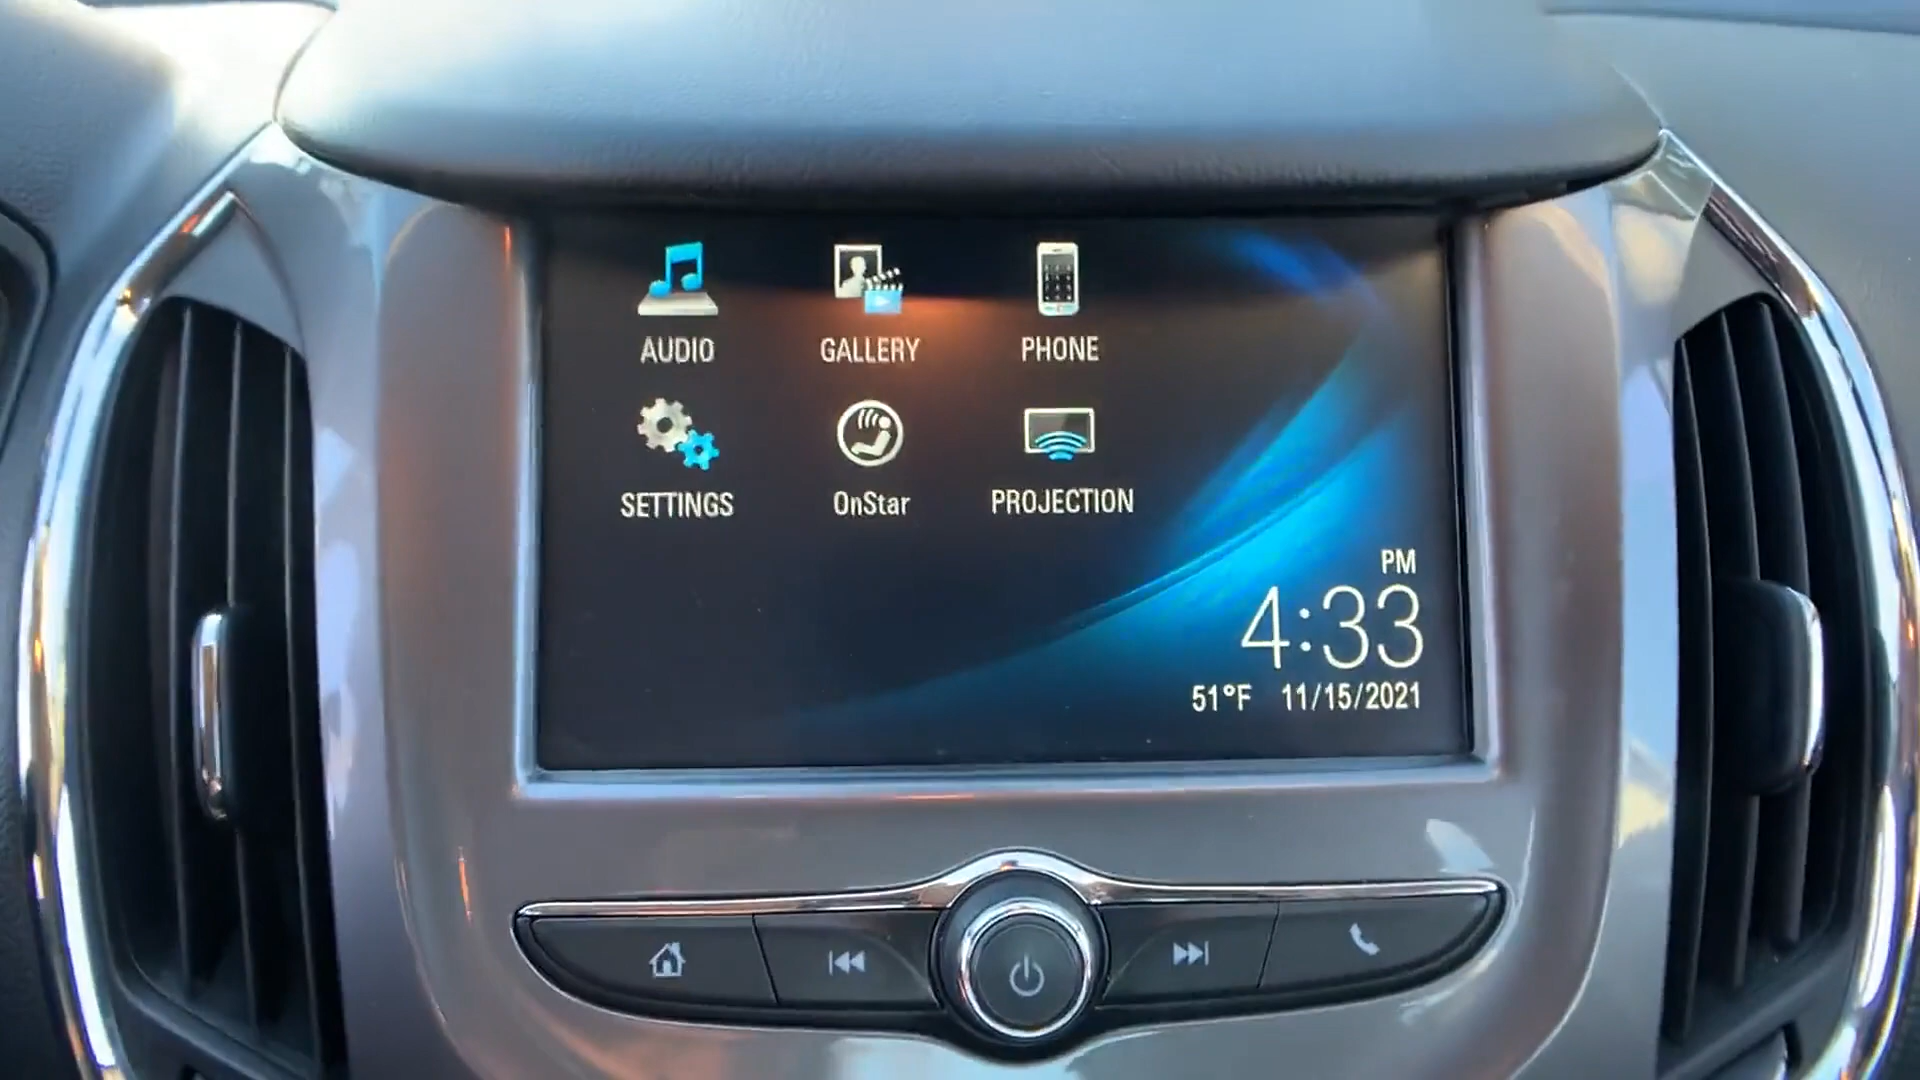 AUDIO GALLERY PHONE
SETTINGS OnStar PROJECTION
PM
4:33
51°F 11/15/2021